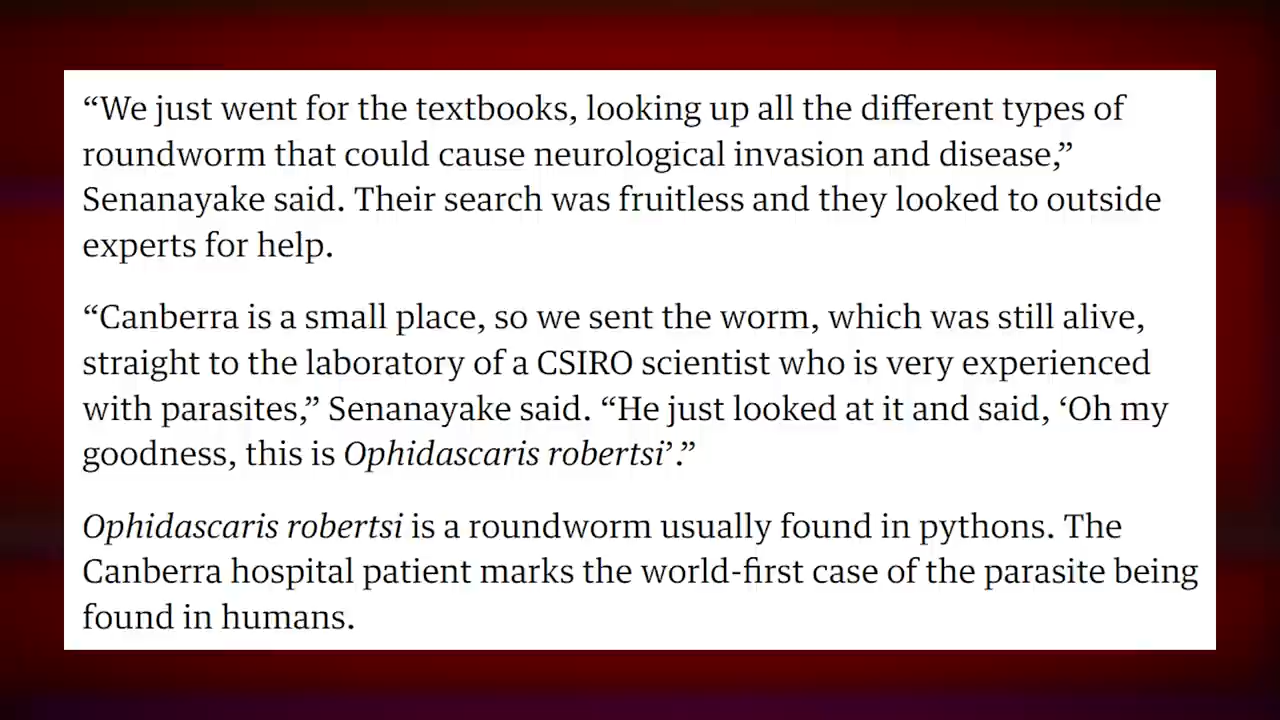 “We just went for the textbooks, looking up all the different types of
roundworm that could cause neurological invasion and disease,”
Senanayake said. Their search was fruitless and they looked to outside
experts for help.
“Canberra is a small place, so we sent the worm, which was still alive,
straight to the laboratory of a CSIRO scientist who is very experienced
with parasites,” Senanayake said. “He just looked at it and said, ‘Oh my
goodness, this is Ophidascaris robertsi’.”
Ophidascaris robertsi is a roundworm usually found in pythons. The
Canberra hospital patient marks the world-first case of the parasite being
found in humans.